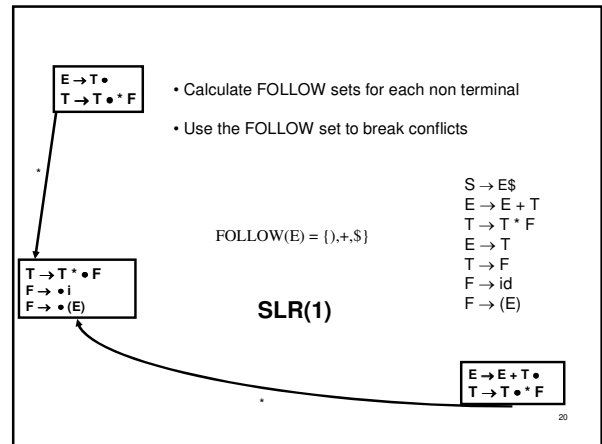 E → T ●
T → T ● * F
• Calculate FOLLOW sets for each non terminal
• Use the FOLLOW set to break conflicts
*
S → E$
E → E + T
T → T * F
E → T
T → F
F → id
F → (E)
FOLLOW(E) = {),+,$}
T → T * ● F
F → ● i
F → ● (E)
SLR(1)
E → E + T ●
T → T ● * F
*
20